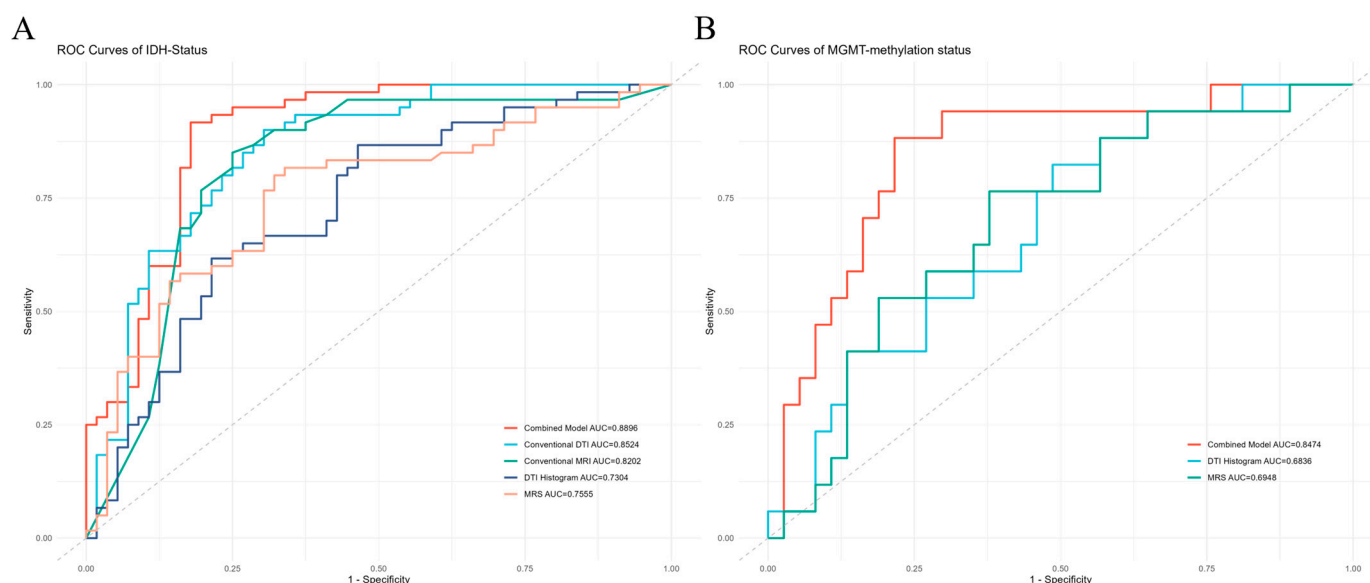 A
ROC Curves of IDH-Status
1.00
0.75
0.50
0.25
0.00
Sensitivity
Combined Model AUC=0.8896
Conventional DTI AUC=0.8524
Conventional MRI AUC=0.8202
DTI Histogram AUC=0.7304
MRS AUC=0.7555
0.00
0.25
0.50
0.75
1.00
1 - Specificity
B
ROC Curves of MGMT-methylation status
1.00
0.75
0.50
0.25
0.00
Sensitivity
Combined Model AUC=0.8474
DTI Histogram AUC=0.6836
MRS AUC=0.6948
0.00
0.25
0.50
0.75
1.00
1 - Specificity